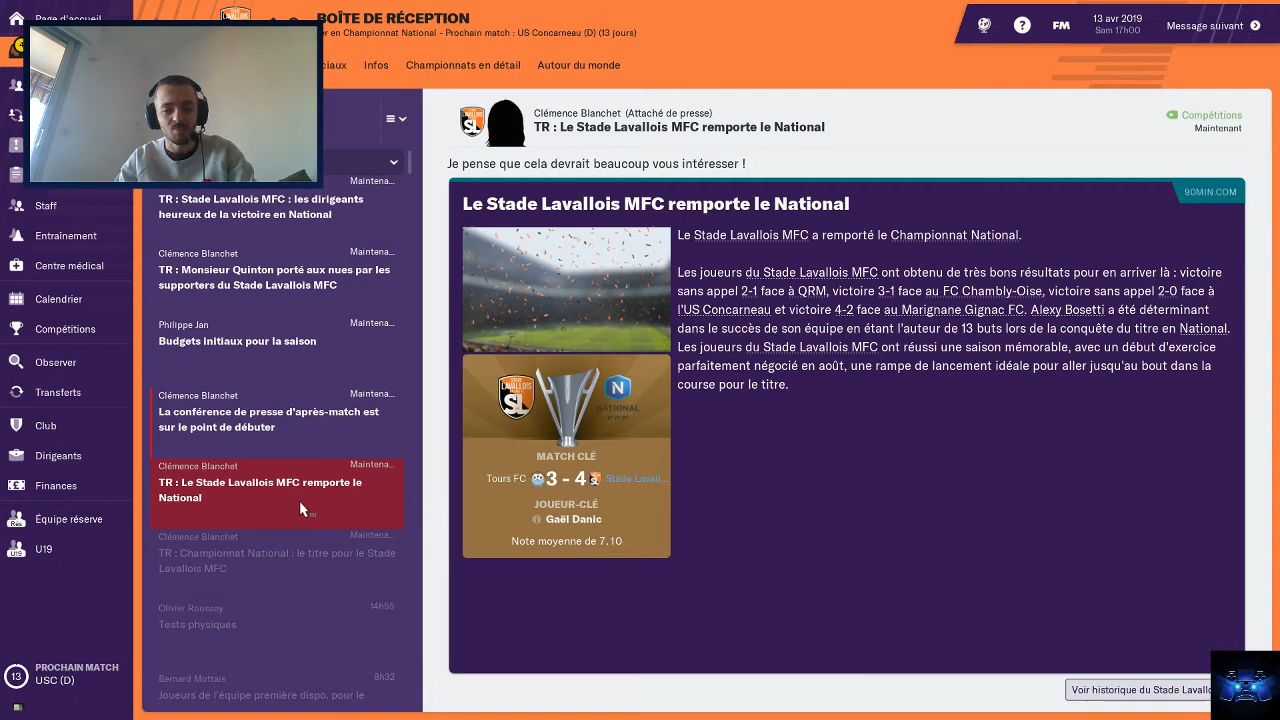 Page d'accueil
BOÎTE DE RÉCEPTION
er en Championnat National - Prochain match : US Concarneau (D) (13 jours)
FM
13 avr 2019
Sam 17h00
Message suivant
Infos
Championnats en détail
Autour du monde
Staff
Entraînement
Centre médical
Calendrier
Compétitions
Observer
Transferts
Club
Dirigeants
Finances
Équipe réserve
U19
PROCHAIN MATCH
13
USC (D)
Maintena...
TR : Stade Lavallois MFC : les dirigeants
heureux de la victoire en National
Clémence Blanchet
Maintena...
TR : Monsieur Quinton porté aux nues par les
supporters du Stade Lavallois MFC
Philippe Jan
Maintena...
Budgets initiaux pour la saison
Clémence Blanchet
Maintena...
La conférence de presse d'après-match est
sur le point de débuter
Clémence Blanchet
Maintena...
TR : Le Stade Lavallois MFC remporte le
National
Clémence Blanchet
Maintena...
TR : Championnat National : le titre pour le Stade
Lavallois MFC
Olivier Roussey
14h55
Tests physiques
Bernard Mottais
8h32
Joueurs de l'équipe première dispo. pour le
Clémence Blanchet (Attaché de presse)
TR : Le Stade Lavallois MFC remporte le National
Compétitions
Maintenant
Je pense que cela devrait beaucoup vous intéresser !
90MIN.COM
Le Stade Lavallois MFC remporte le National
Le Stade Lavallois MFC a remporté le Championnat National.
Les joueurs du Stade Lavallois MFC ont obtenu de très bons résultats pour en arriver là : victoire
sans appel 2-1 face à QRM, victoire 3-1 face au FC Chambly-Oise, victoire sans appel 2-0 face à
l'US Concarneau et victoire 4-2 face au Marignane Gignac FC. Alexy Bosetti a été déterminant
dans le succès de son équipe en étant l'auteur de 13 buts lors de la conquête du titre en National.
Les joueurs du Stade Lavallois MFC ont réussi une saison mémorable, avec un début d'exercice
parfaitement négocié en août, une rampe de lancement idéale pour aller jusqu'au bout dans la
course pour le titre.
SL
N
NATIONAL
MATCH CLÉ
Tours FC 3 - 4 Stade Lavall...
JOUEUR-CLÉ
Gaël Danic
Note moyenne de 7.10
Voir historique du Stade Lavallo